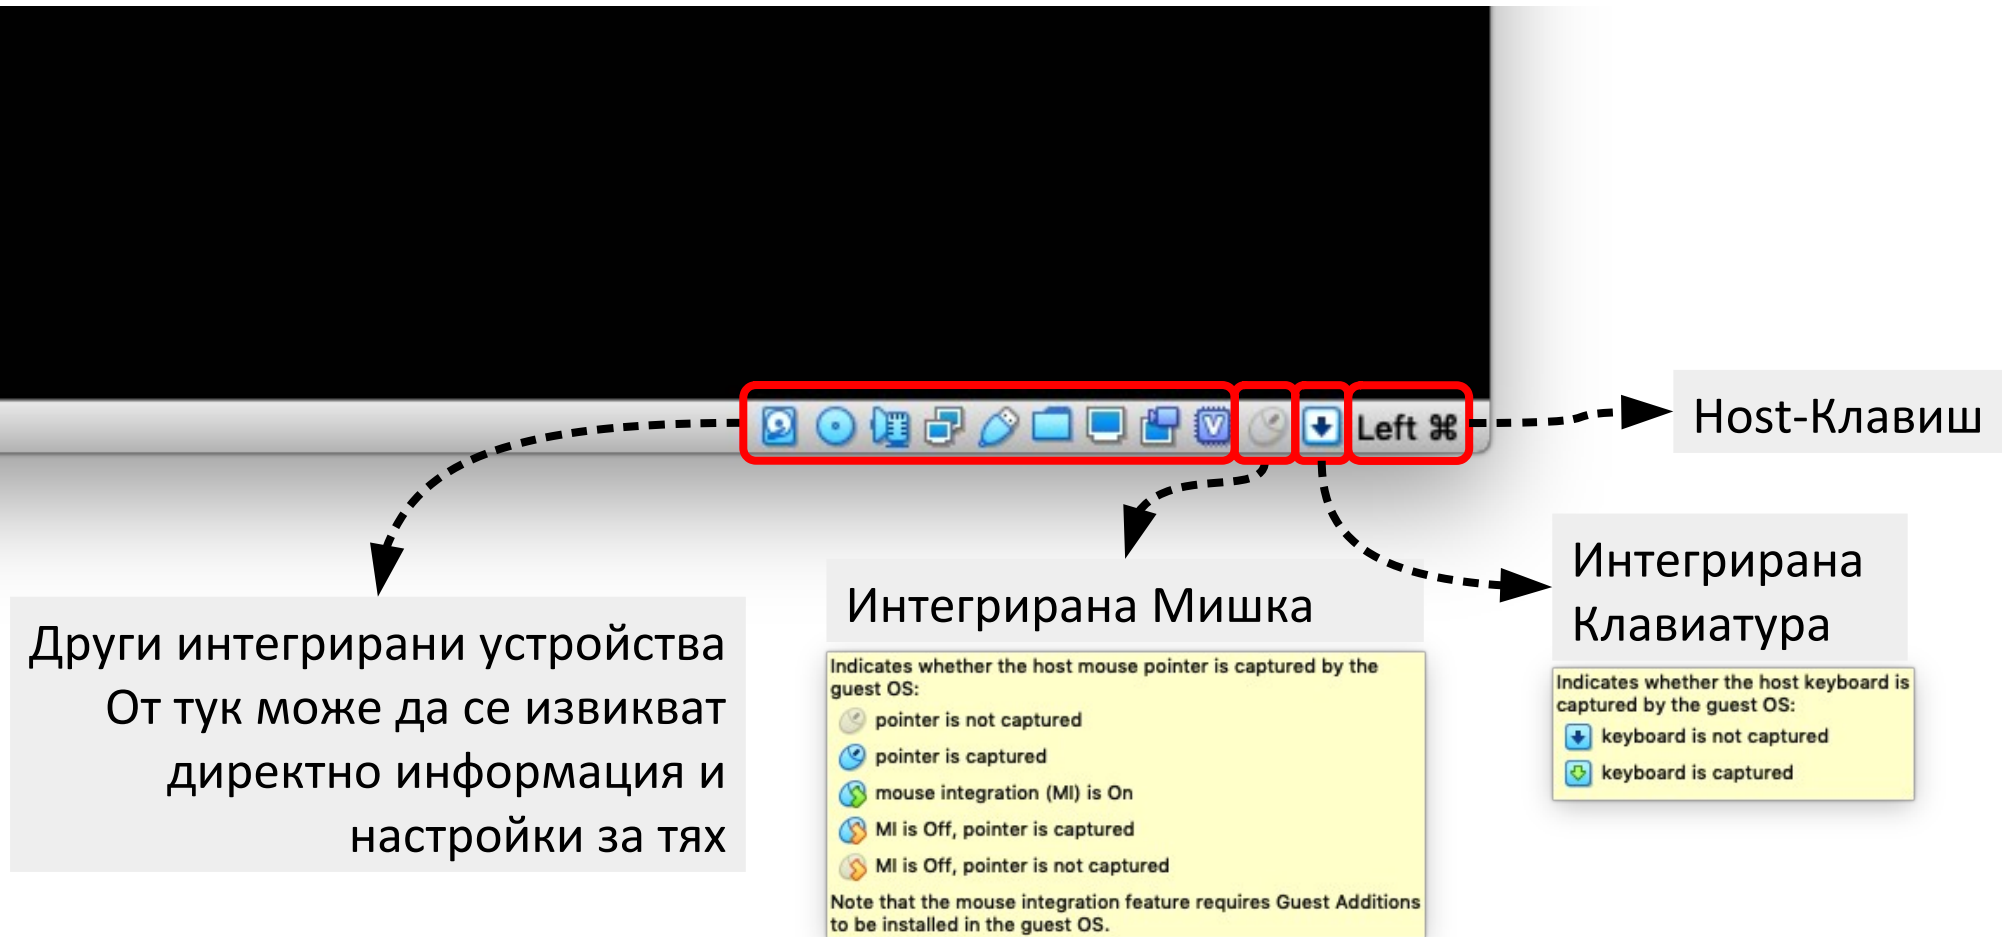 Left ⌘
Host-Клавиш
Други интегрирани устройства
От тук може да се извикват
директно информация и
настройки за тях
Интегрирана Мишка
Indicates whether the host mouse pointer is captured by the
guest OS:
pointer is not captured
pointer is captured
mouse integration (MI) is On
MI is Off, pointer is captured
MI is Off, pointer is not captured
Note that the mouse integration feature requires Guest Additions
to be installed in the guest OS.
Интегрирана
Клавиатура
Indicates whether the host keyboard is
captured by the guest OS:
keyboard is not captured
keyboard is captured